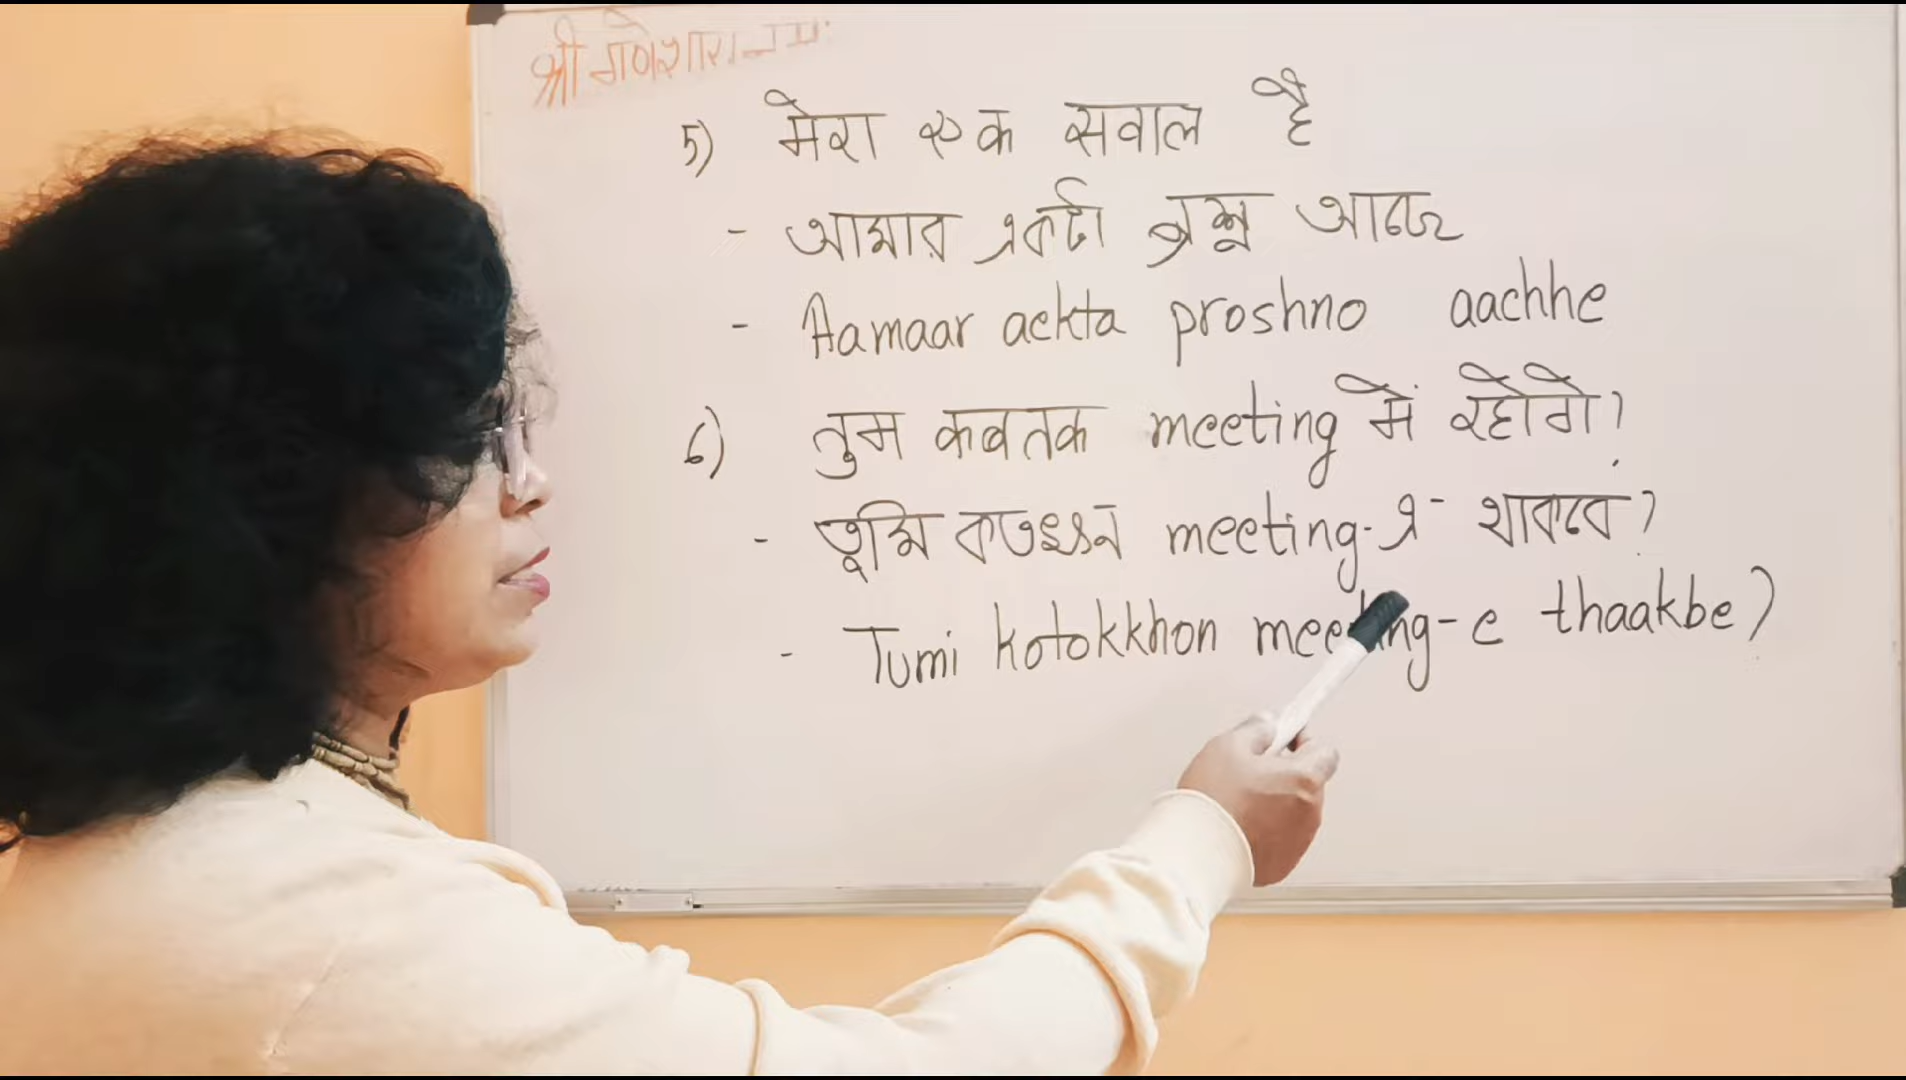 श्री गणेशाय नमः
5) मेरा एक सवाल है
- আমার একটা প্রশ্ন আছে
- Aamaar aekta proshno aachhe
6) तुम कबतक meeting में रहोगे?
- তুমি কতক্ষন meeting-এ থাকবে?
- Tumi kotokkhon meeting-e thaakbe?